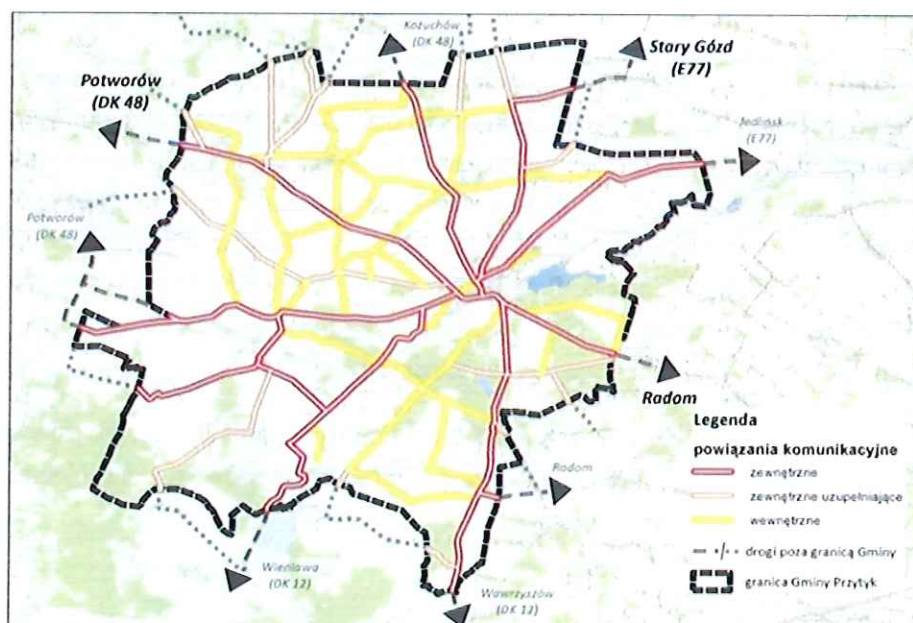 Kożuchów
(DK 48)
Stary Gózd
(E77)
Potworów
(DK 48)
Jedlińsk
(E77)
Potworów
(DK 48)
Radom
Legenda
powiązania komunikacyjne
zewnętrzne
zewnętrzne uzupełniające
wewnętrzne
drogi poza granicą Gminy
granica Gminy Przytyk
Radom
Wieniawa
(DK 12)
Wawrzyszów
(DK 12)